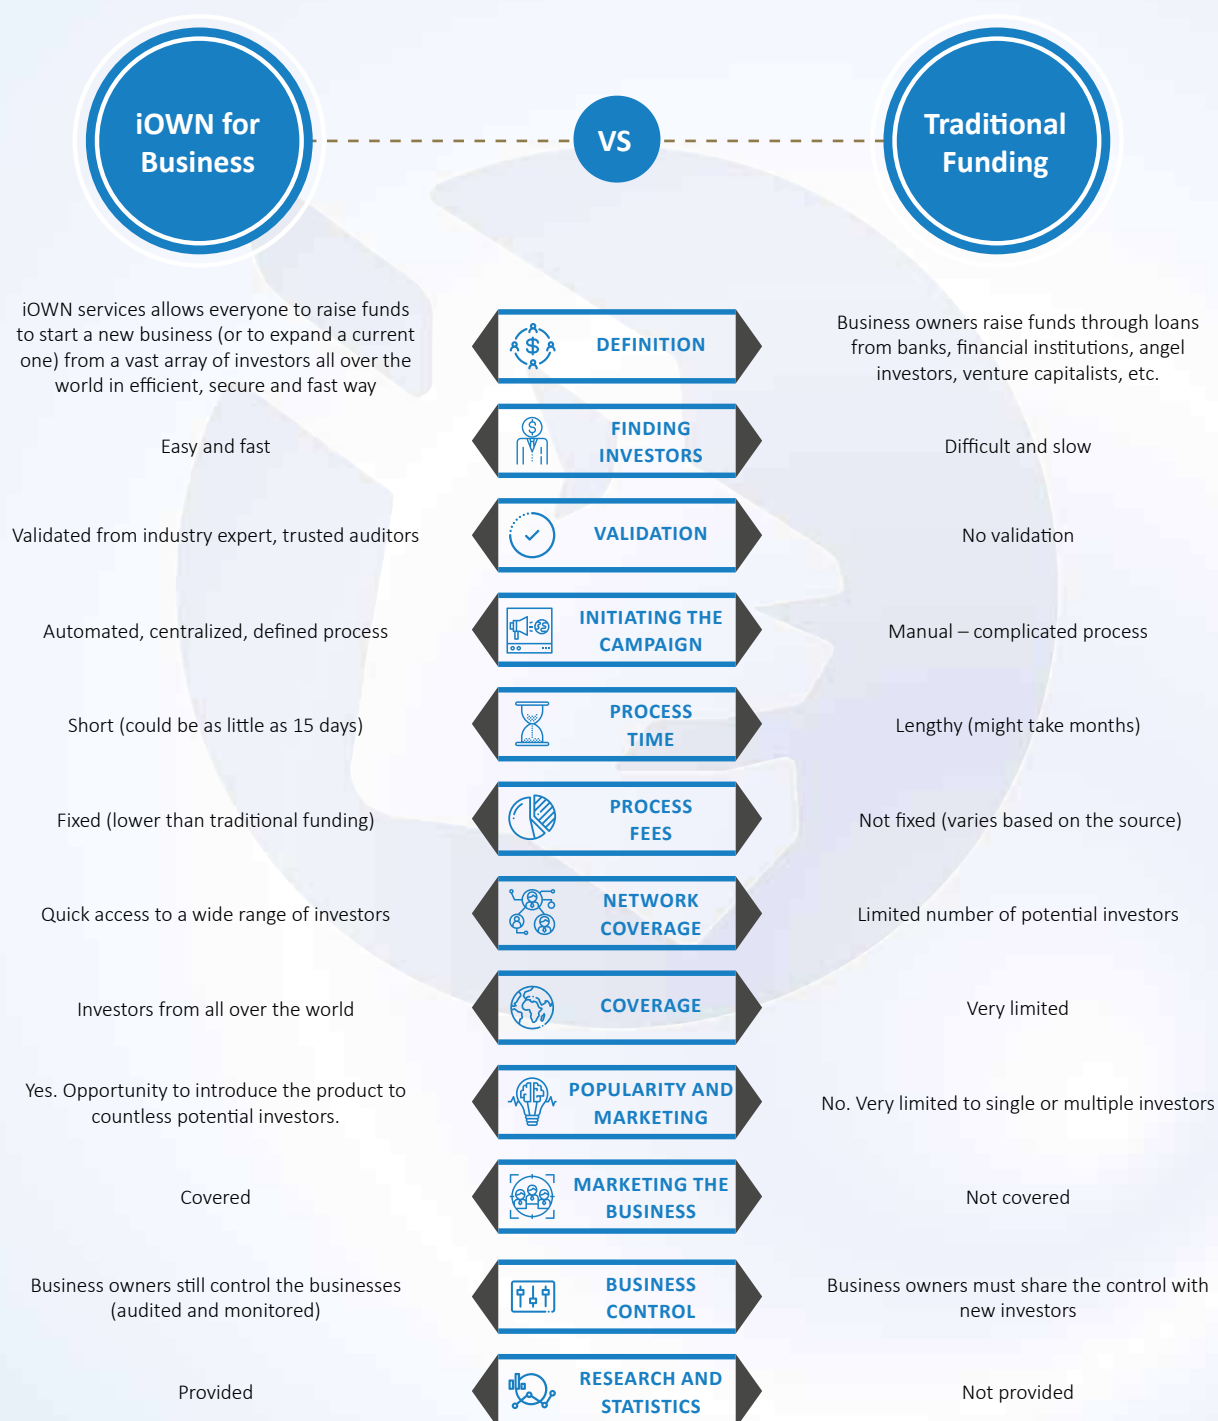 iOWN for
Business
VS
Traditional
Funding
iOWN services allows everyone to raise funds
to start a new business (or to expand a current
one) from a vast array of investors all over the
world in efficient, secure and fast way
DEFINITION
Business owners raise funds through loans
from banks, financial institutions, angel
investors, venture capitalists, etc.
Easy and fast
FINDING
INVESTORS
Difficult and slow
Validated from industry expert, trusted auditors
VALIDATION
No validation
Automated, centralized, defined process
INITIATING THE
CAMPAIGN
Manual – complicated process
Short (could be as little as 15 days)
PROCESS
TIME
Lengthy (might take months)
Fixed (lower than traditional funding)
PROCESS
FEES
Not fixed (varies based on the source)
Quick access to a wide range of investors
NETWORK
COVERAGE
Limited number of potential investors
Investors from all over the world
COVERAGE
Very limited
Yes. Opportunity to introduce the product to
countless potential investors.
POPULARITY AND
MARKETING
No. Very limited to single or multiple investors
Covered
MARKETING THE
BUSINESS
Not covered
Business owners still control the businesses
(audited and monitored)
BUSINESS
CONTROL
Business owners must share the control with
new investors
Provided
RESEARCH AND
STATISTICS
Not provided